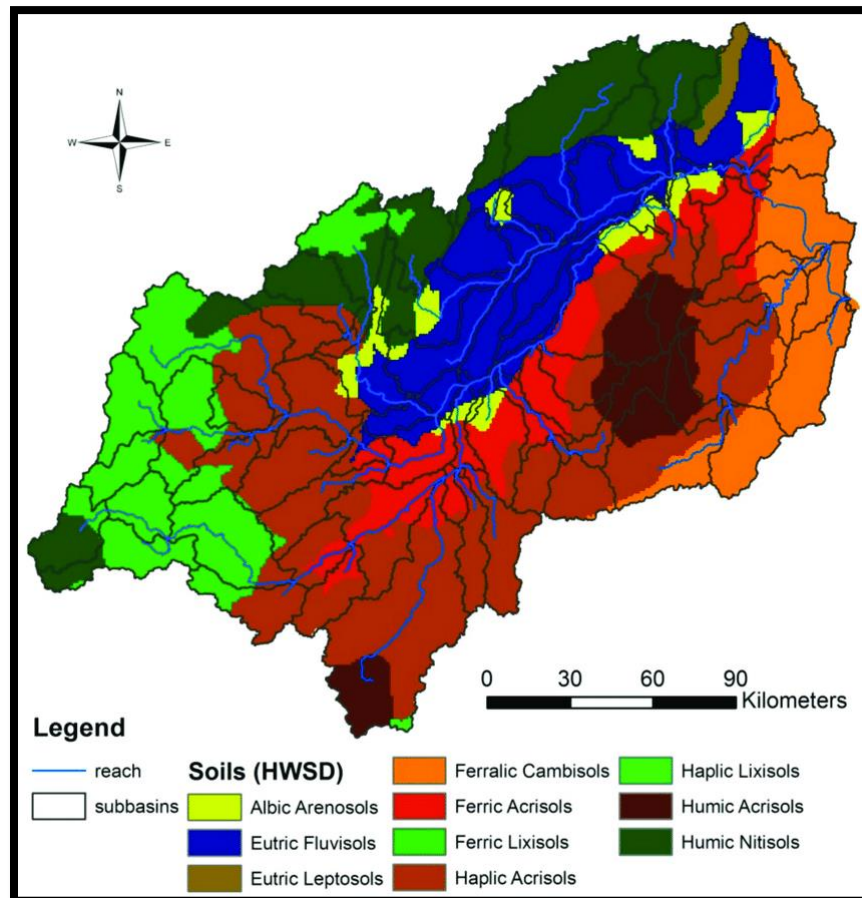 N
W E
S
0 30 60 90
Kilometers
Legend
reach
subbasins
Soils (HWSD)
Albic Arenosols
Eutric Fluvisols
Eutric Leptosols
Ferralic Cambisols
Ferric Acrisols
Ferric Lixisols
Haplic Acrisols
Haplic Lixisols
Humic Acrisols
Humic Nitisols